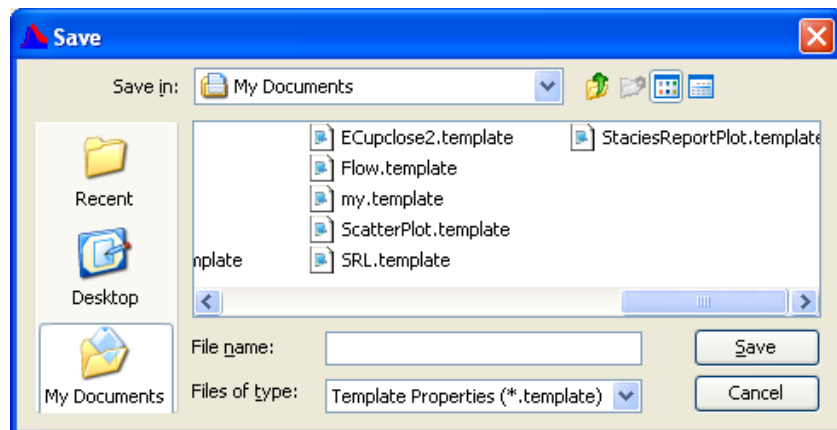 Save
Save in: My Documents
ECupclose2.template StaciesReportPlot.template
Flow.template
my.template
ScatterPlot.template
mplate SRL.template
Recent
Desktop
My Documents
File name: Save
Files of type: Template Properties (*.template) Cancel